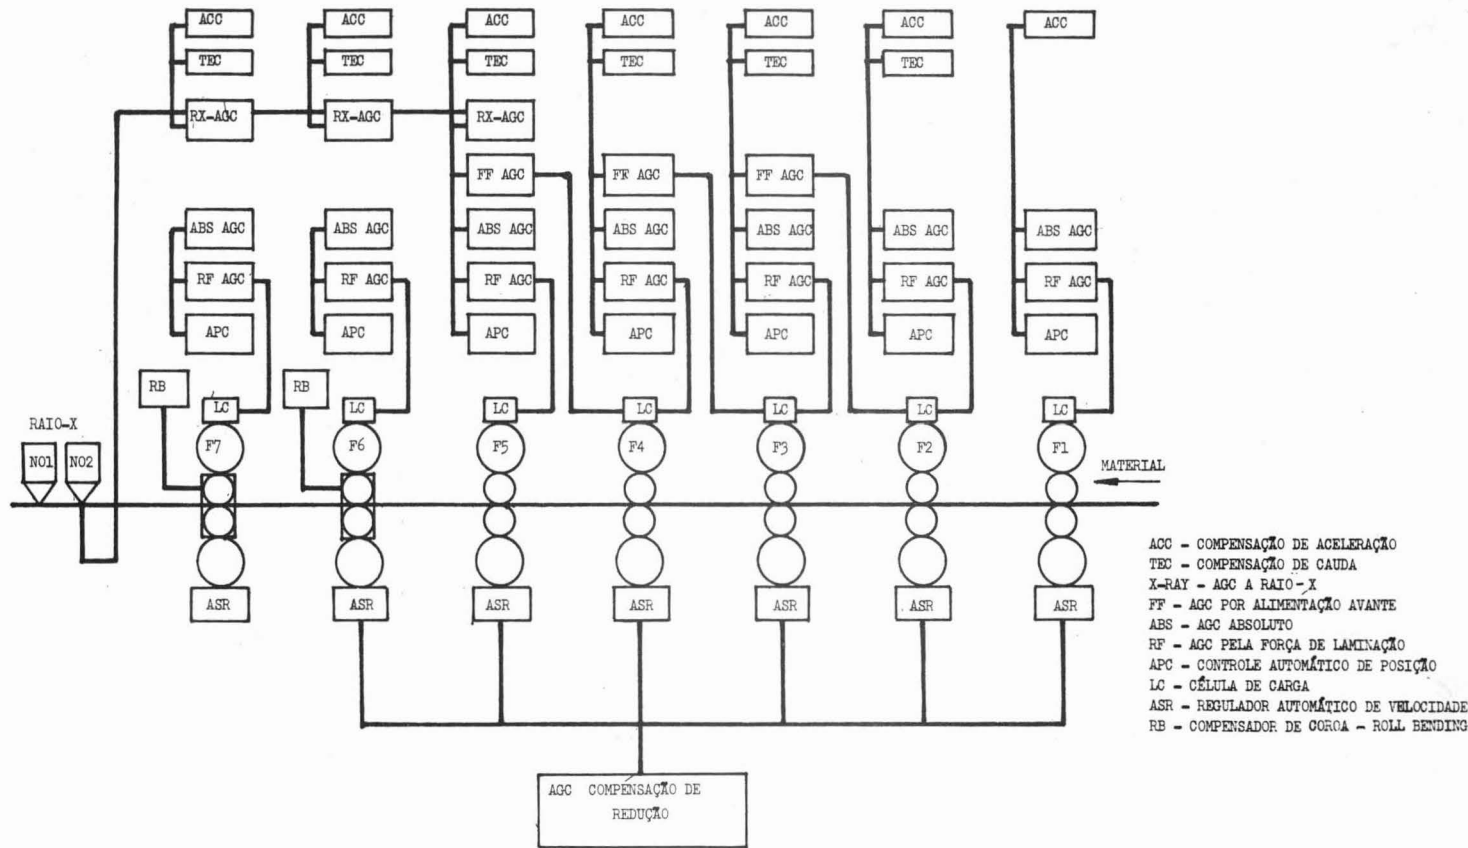 ACC ACC ACC ACC ACC ACC ACC
TEC TEC TEC TEC TEC TEC
RX-AGC RX-AGC RX-AGC
FF AGC FF AGC FF AGC
ABS AGC ABS AGC ABS AGC ABS AGC ABS AGC ABS AGC ABS AGC
RF AGC RF AGC RF AGC RF AGC RF AGC RF AGC RF AGC
APC APC APC APC APC APC APC
RB RB
LC LC LC LC LC LC LC
RAIO-X
F7 F6 F5 F4 F3 F2 F1
NO1 NO2
MATERIAL
ASR ASR ASR ASR ASR ASR ASR
ACC - COMPENSAÇÃO DE ACELERAÇÃO
TEC - COMPENSAÇÃO DE CAUDA
X-RAY - AGC A RAIO-X
FF - AGC POR ALIMENTAÇÃO AVANTE
ABS - AGC ABSOLUTO
RF - AGC PELA FORÇA DE LAMINAÇÃO
APC - CONTROLE AUTOMÁTICO DE POSIÇÃO
LC - CÉLULA DE CARGA
ASR - REGULADOR AUTOMÁTICO DE VELOCIDADE
RB - COMPENSADOR DE COROA - ROLL BENDING
AGC COMPENSAÇÃO DE
REDUÇÃO